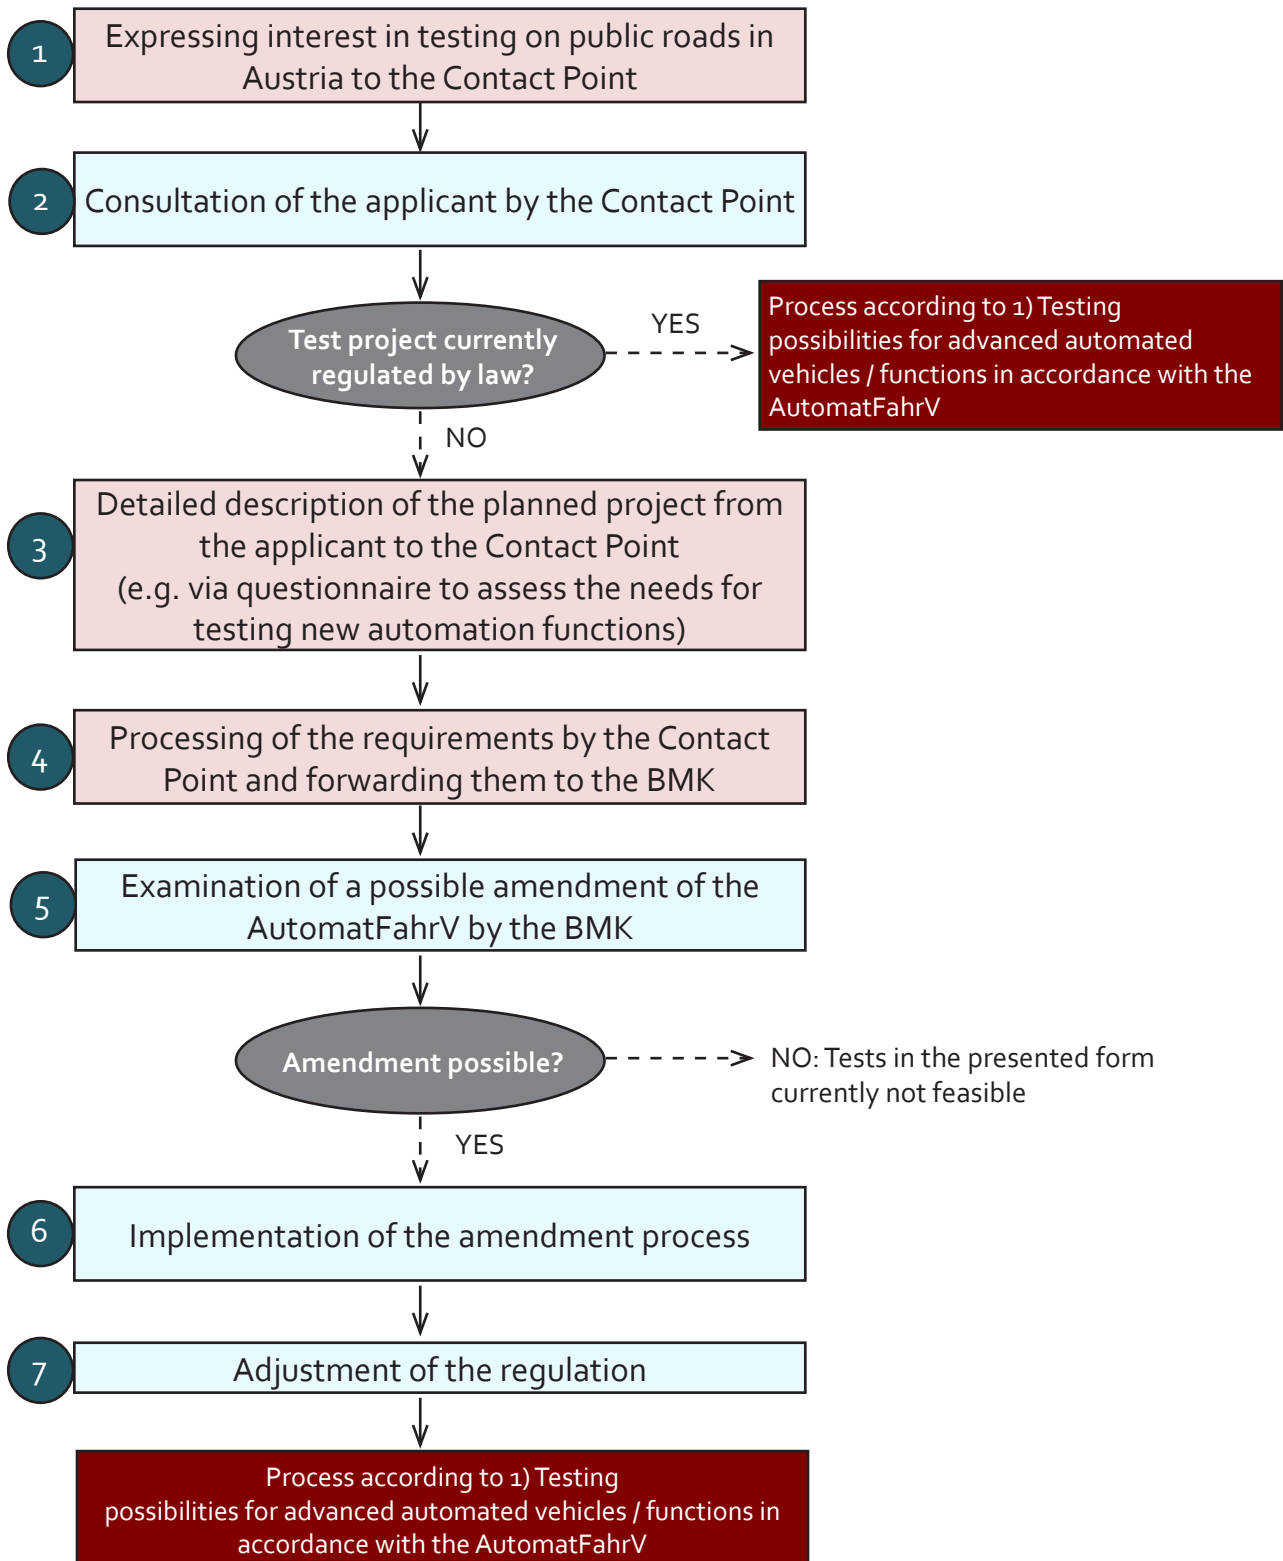 1
Expressing interest in testing on public roads in
Austria to the Contact Point
2
Consultation of the applicant by the Contact Point
Test project currently
regulated by law?
YES
Process according to 1) Testing
possibilities for advanced automated
vehicles / functions in accordance with the
AutomatFahrV
NO
3
Detailed description of the planned project from
the applicant to the Contact Point
(e.g. via questionnaire to assess the needs for
testing new automation functions)
4
Processing of the requirements by the Contact
Point and forwarding them to the BMK
5
Examination of a possible amendment of the
AutomatFahrV by the BMK
Amendment possible?
NO: Tests in the presented form
currently not feasible
YES
6
Implementation of the amendment process
7
Adjustment of the regulation
Process according to 1) Testing
possibilities for advanced automated vehicles / functions in
accordance with the AutomatFahrV